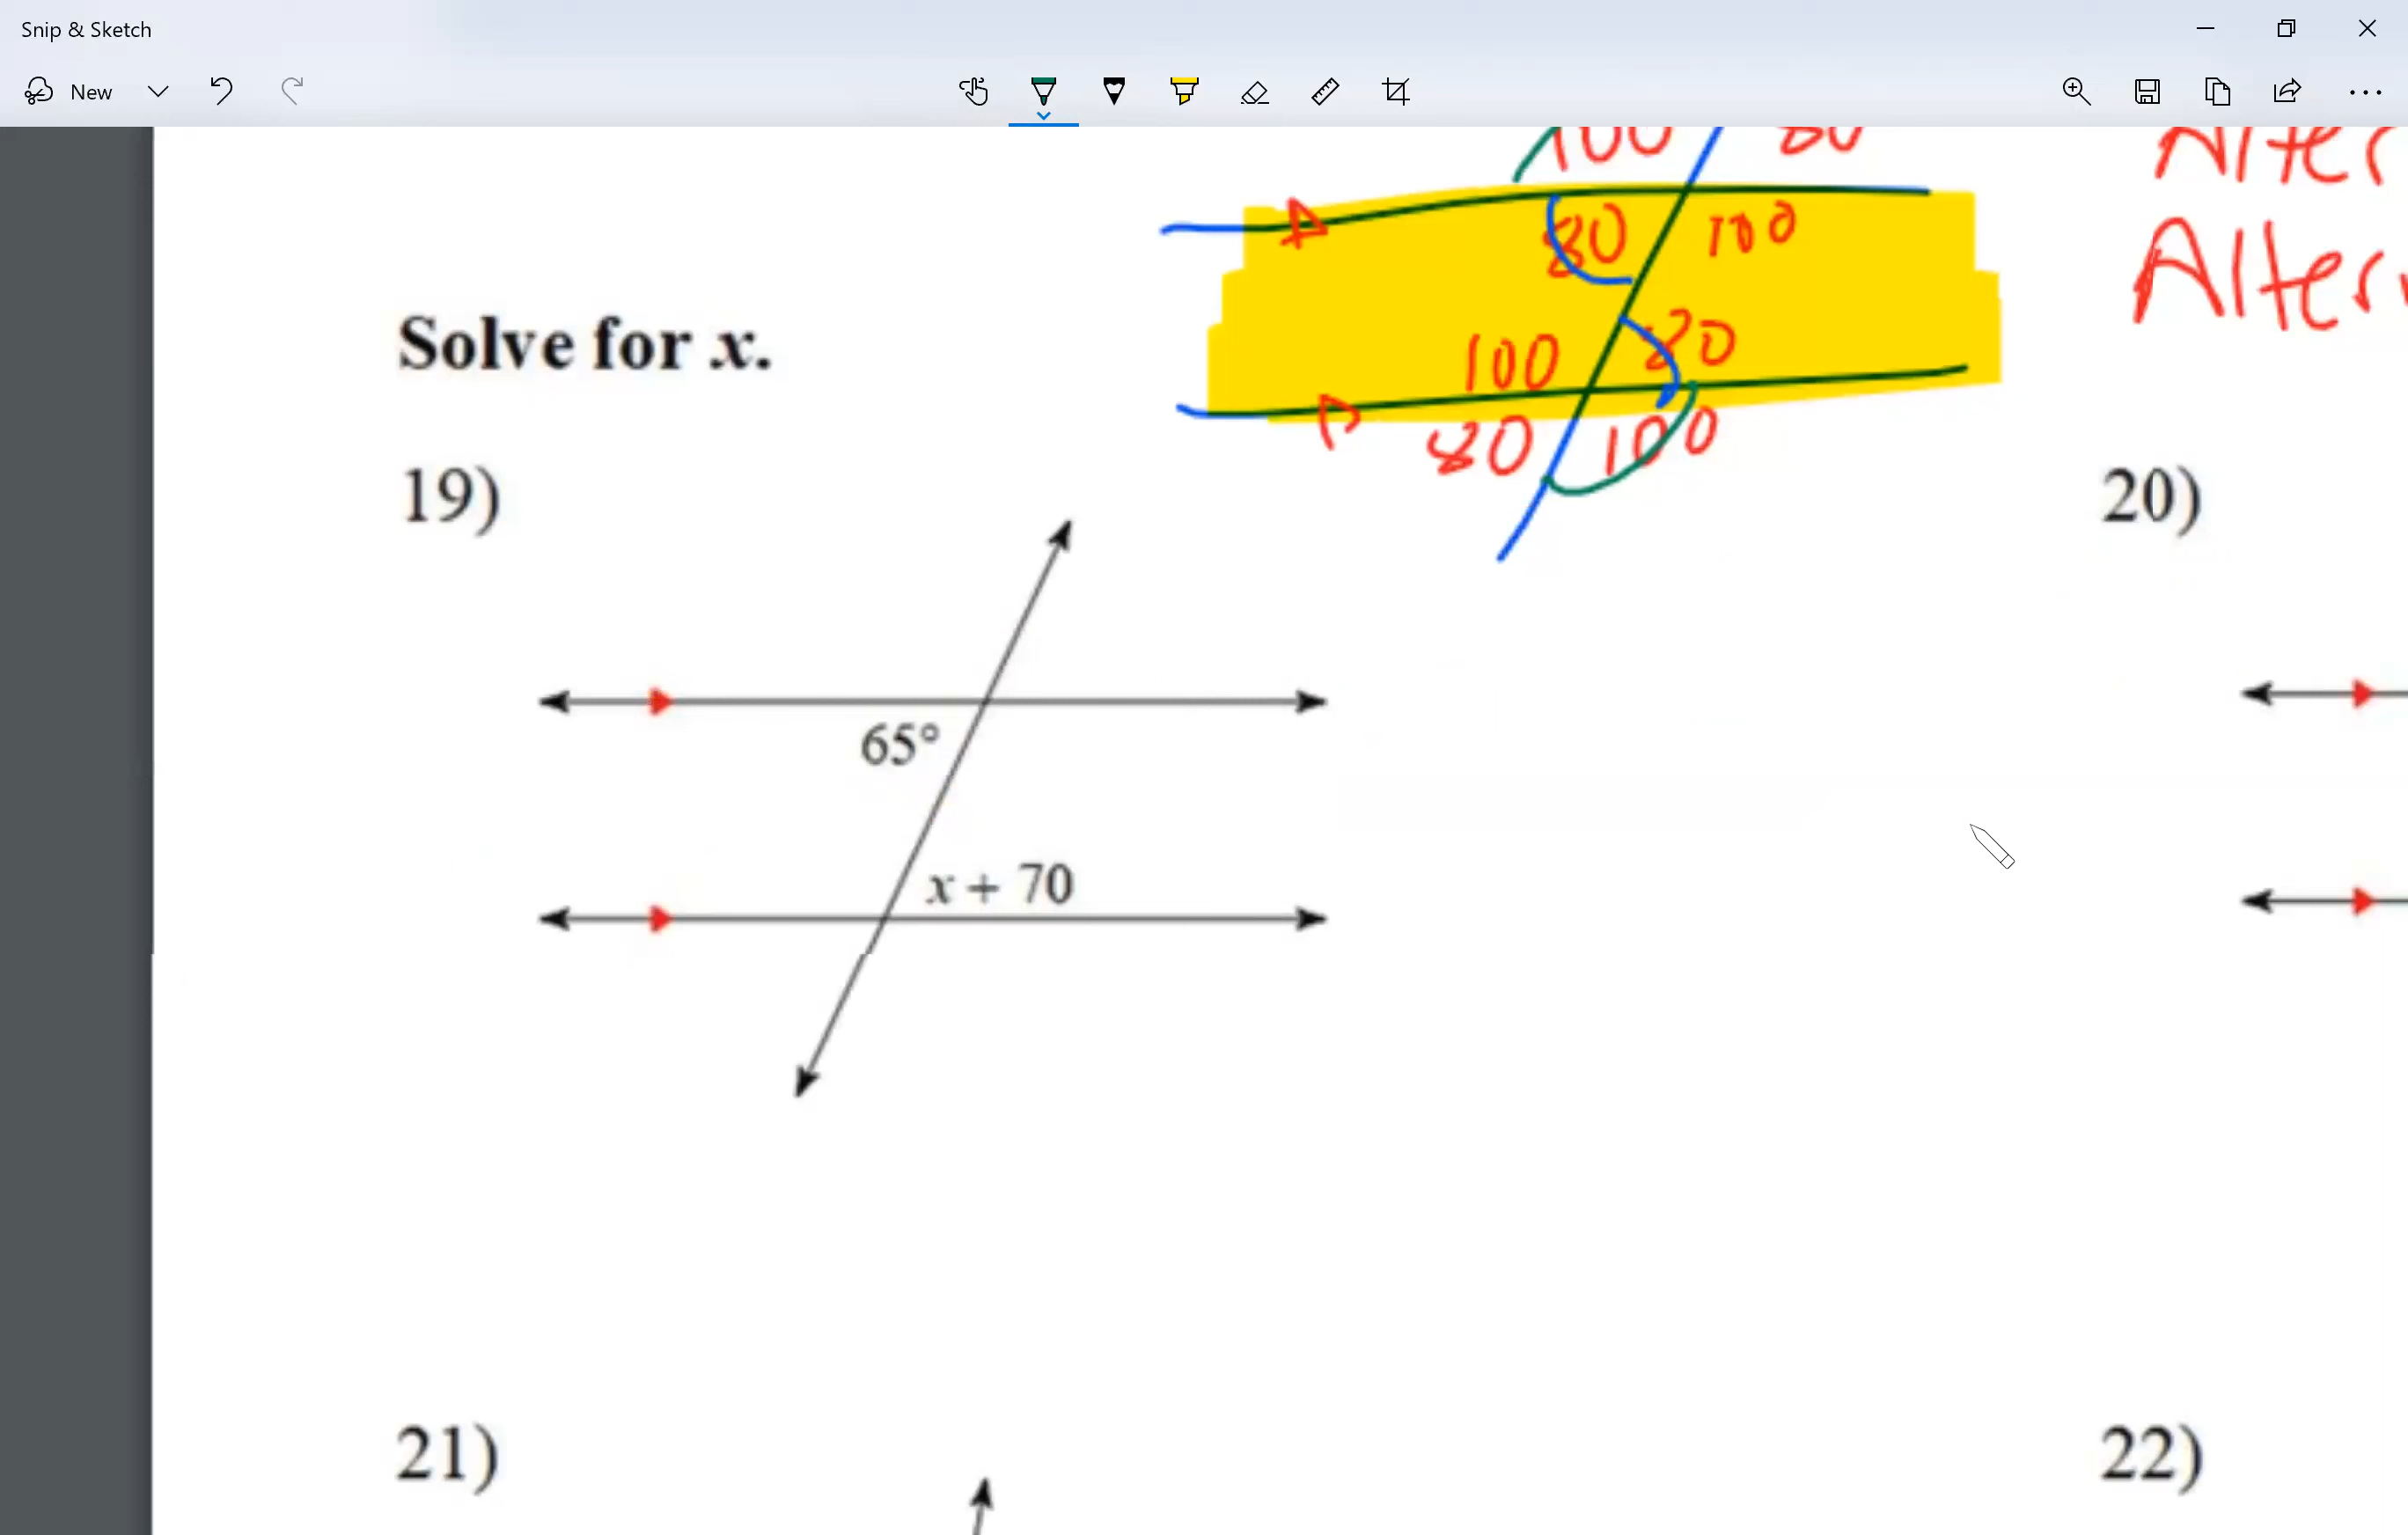 Snip & Sketch
New
100 80
Alter
80 100
Alter
100 80
80 100
Solve for x.
19)
20)
65°
x + 70
21)
22)